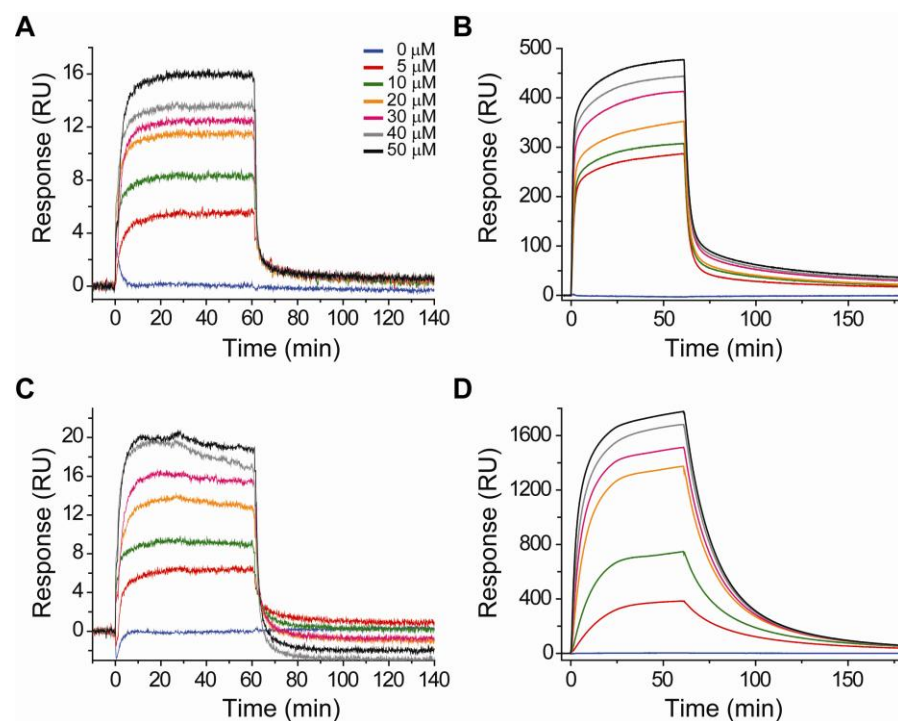 A
16
12
8
4
0
Response (RU)
0
20
40
60
80
100
120
140
Time (min)
0 μM
5 μM
10 μM
20 μM
30 μM
40 μM
50 μM
B
500
400
300
200
100
0
Response (RU)
0
50
100
150
Time (min)
C
20
16
12
8
4
0
Response (RU)
0
20
40
60
80
100
120
140
Time (min)
D
1600
1200
800
400
0
Response (RU)
0
50
100
150
Time (min)